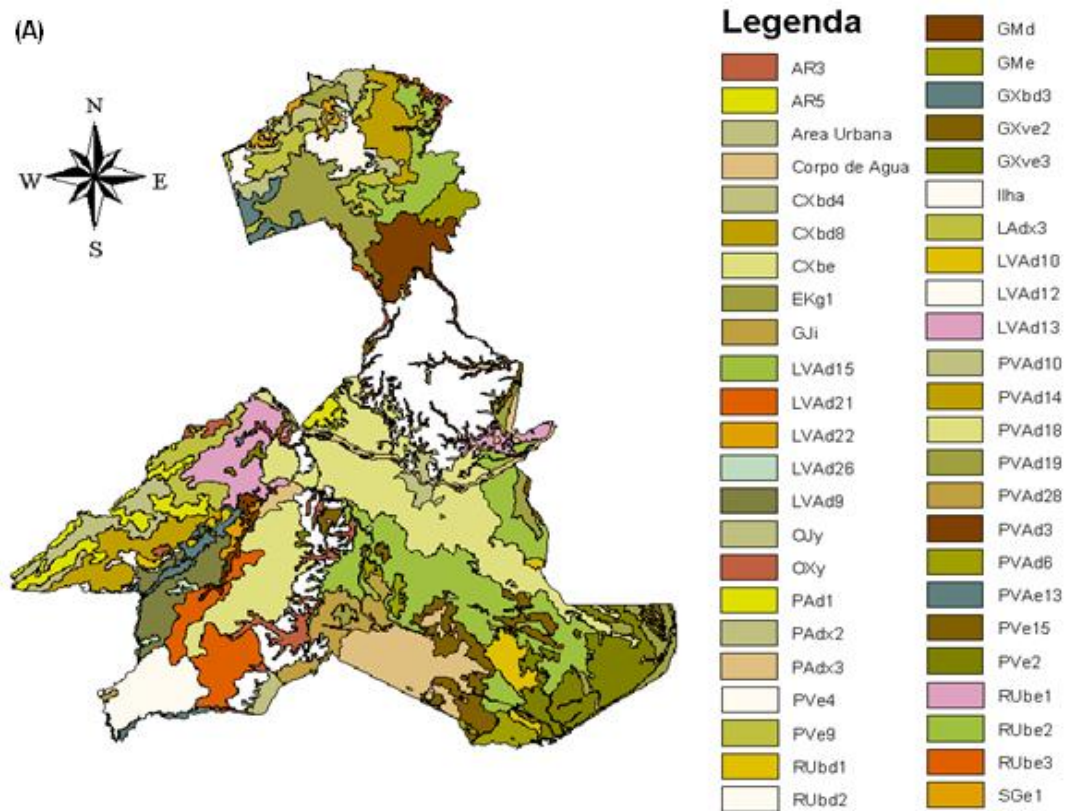 (A)
N
W
E
S
Legenda
AR3
AR5
Area Urbana
Corpo de Agua
CXbd4
CXbd8
CXbe
EKg1
GJi
LVAd15
LVAd21
LVAd22
LVAd26
LVAd9
OJy
OXy
PAd1
PAdx2
PAdx3
PVe4
PVe9
RUbd1
RUbd2
GMd
GMe
GXbd3
GXve2
GXve3
Ilha
LAdx3
LVAd10
LVAd12
LVAd13
PVAd10
PVAd14
PVAd18
PVAd19
PVAd28
PVAd3
PVAd6
PVAe13
PVe15
PVe2
RUbe1
RUbe2
RUbe3
SGe1